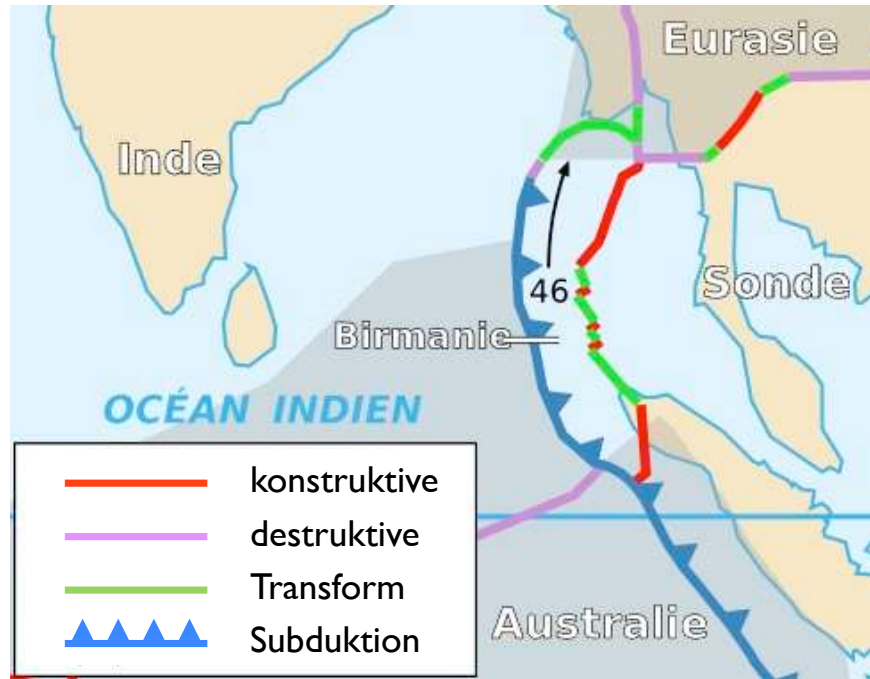 Eurasie
Inde
Sonde
46
Birmanie
OCÉAN INDIEN
konstruktive
destruktive
Transform
Subduktion
Australie